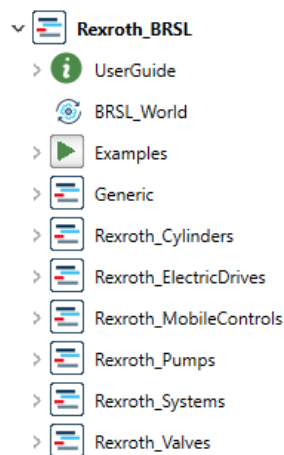 Rexroth_BRSL
UserGuide
BRSL_World
Examples
Generic
Rexroth_Cylinders
Rexroth_ElectricDrives
Rexroth_MobileControls
Rexroth_Pumps
Rexroth_Systems
Rexroth_Valves